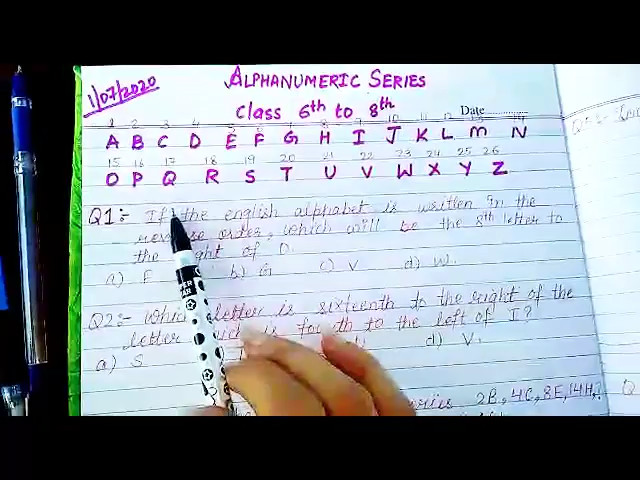 1/07/2020
ALPHANUMERIC SERIES
Class 6th to 8th
Date
1 2 3 4 5 6 7 8 9 10 11 12 13 14
A B C D E F G H I J K L M N
15 16 17 18 19 20 21 22 23 24 25 26
O P Q R S T U V W X Y Z
Q1:- If the english alphabet is written in the
reverse order, which will be the 8th letter to
the right of O.
a) F b) G c) V d) W.
Q2:- Which letter is sixteenth to the right of the
letter which is fourth to the left of I?
a) S d) V.
2B, 4C, 8E, 14H, ?
Q